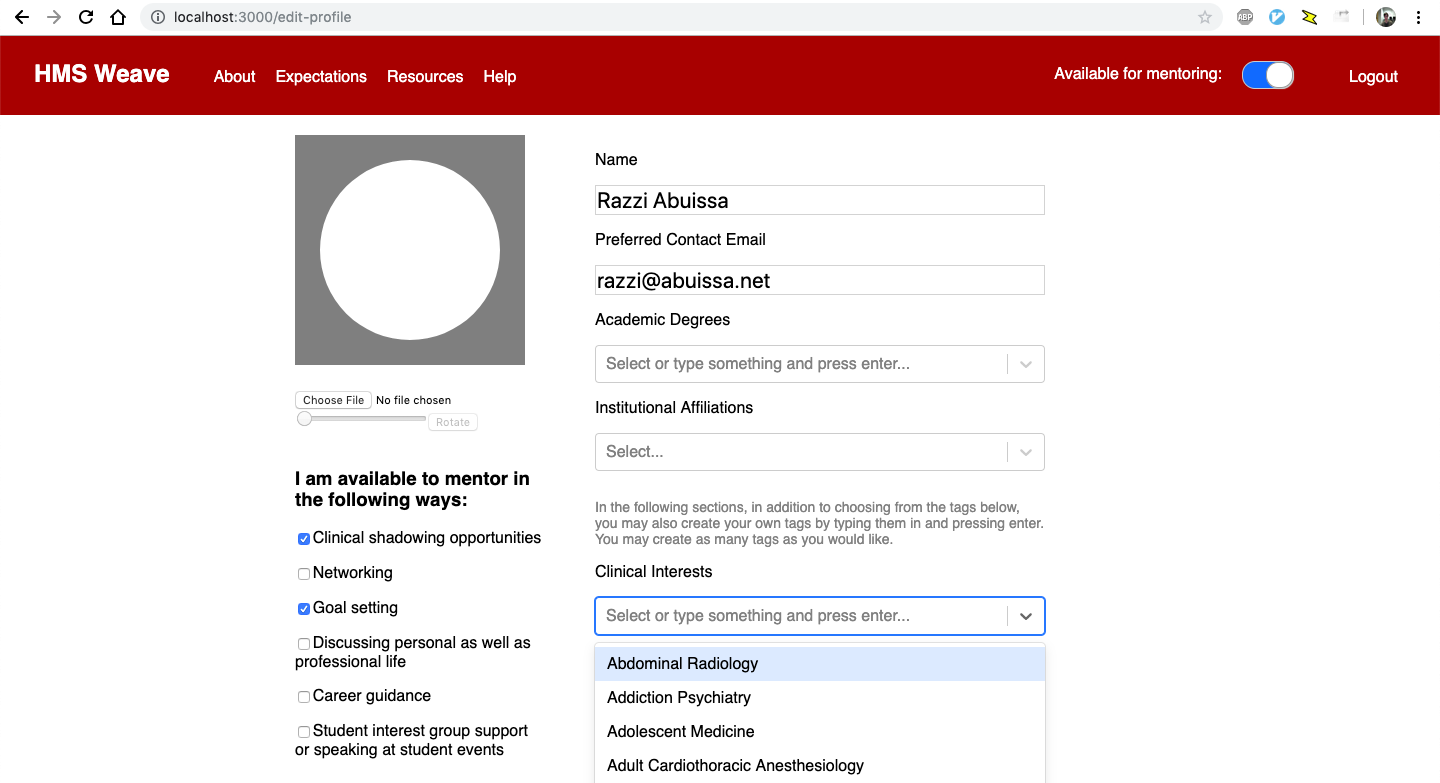 localhost:3000/edit-profile
ABP
HMS Weave
About
Expectations
Resources
Help
Available for mentoring:
Logout
Choose File No file chosen
Rotate
I am available to mentor in
the following ways:
Clinical shadowing opportunities
Networking
Goal setting
Discussing personal as well as
professional life
Career guidance
Student interest group support
or speaking at student events
Name
Razzi Abuissa
Preferred Contact Email
razzi@abuissa.net
Academic Degrees
Select or type something and press enter...
Institutional Affiliations
Select...
In the following sections, in addition to choosing from the tags below,
you may also create your own tags by typing them in and pressing enter.
You may create as many tags as you would like.
Clinical Interests
Select or type something and press enter...
Abdominal Radiology
Addiction Psychiatry
Adolescent Medicine
Adult Cardiothoracic Anesthesiology